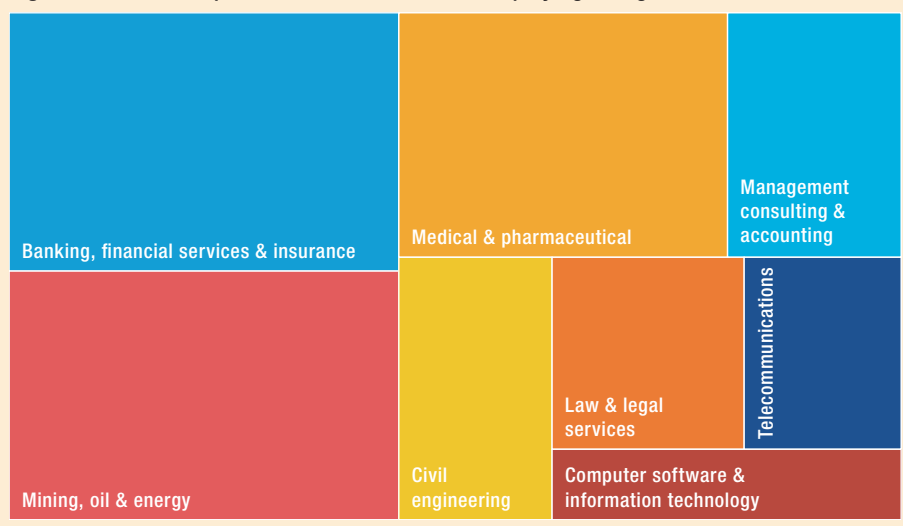 Banking, financial services & insurance
Medical & pharmaceutical
Management
consulting &
accounting
Mining, oil & energy
Civil
engineering
Law & legal
services
Telecommunications
Computer software &
information technology